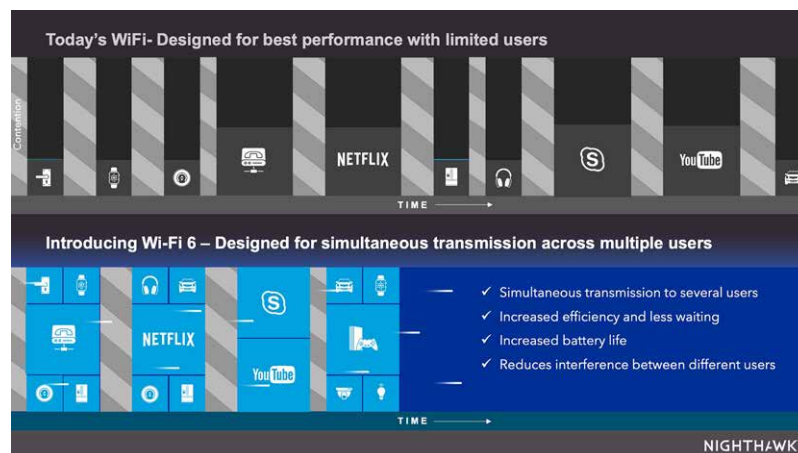 Today's WiFi- Designed for best performance with limited users
Contention
NETFLIX
S
YouTube
TIME
Introducing Wi-Fi 6 – Designed for simultaneous transmission across multiple users
NETFLIX
S
YouTube
✓ Simultaneous transmission to several users
✓ Increased efficiency and less waiting
✓ Increased battery life
✓ Reduces interference between different users
TIME
NIGHTHAWK